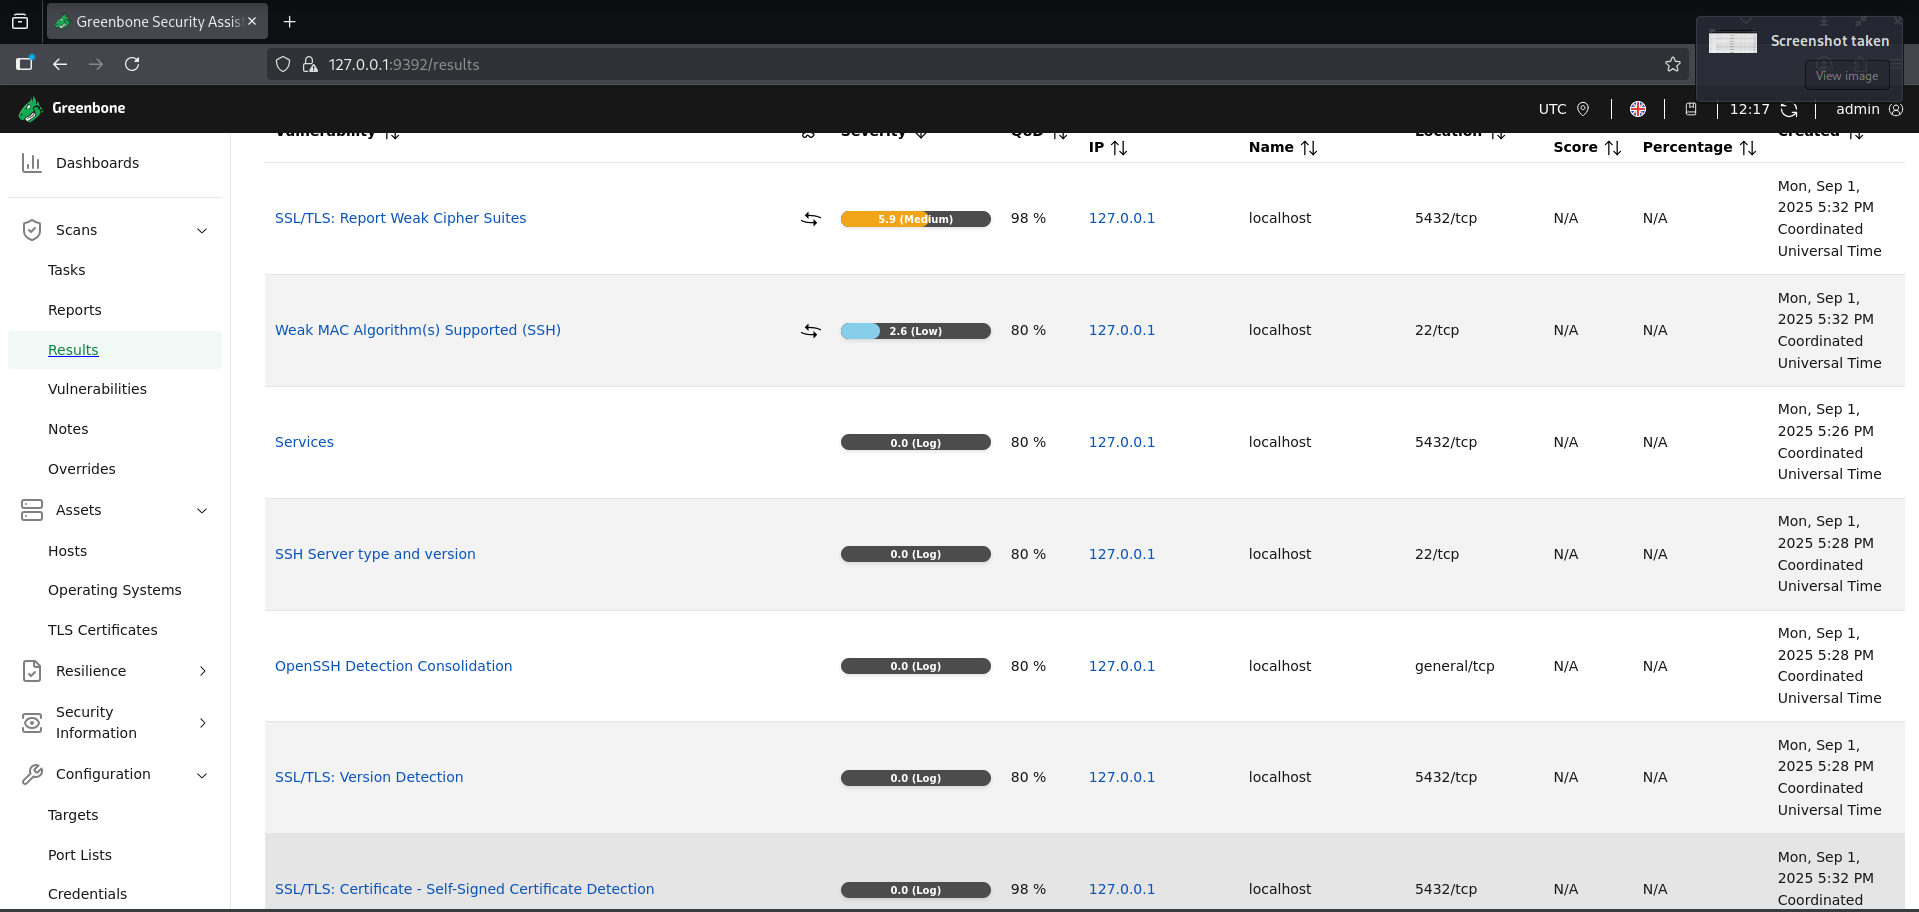 Greenbone Security Assis
Screenshot taken
View image
127.0.0.1:9392/results
Greenbone
UTC
12:17
admin
Dashboards
Scans
Tasks
Reports
Results
Vulnerabilities
Notes
Overrides
Assets
Hosts
Operating Systems
TLS Certificates
Resilience
Security
Information
Configuration
Targets
Port Lists
Credentials
Vulnerability Severity QoD Location Created
IP Name Score Percentage
SSL/TLS: Report Weak Cipher Suites 5.9 (Medium) 98 % 127.0.0.1 localhost 5432/tcp N/A N/A Mon, Sep 1,
2025 5:32 PM
Coordinated
Universal Time
Weak MAC Algorithm(s) Supported (SSH) 2.6 (Low) 80 % 127.0.0.1 localhost 22/tcp N/A N/A Mon, Sep 1,
2025 5:32 PM
Coordinated
Universal Time
Services 0.0 (Log) 80 % 127.0.0.1 localhost 5432/tcp N/A N/A Mon, Sep 1,
2025 5:26 PM
Coordinated
Universal Time
SSH Server type and version 0.0 (Log) 80 % 127.0.0.1 localhost 22/tcp N/A N/A Mon, Sep 1,
2025 5:28 PM
Coordinated
Universal Time
OpenSSH Detection Consolidation 0.0 (Log) 80 % 127.0.0.1 localhost general/tcp N/A N/A Mon, Sep 1,
2025 5:28 PM
Coordinated
Universal Time
SSL/TLS: Version Detection 0.0 (Log) 80 % 127.0.0.1 localhost 5432/tcp N/A N/A Mon, Sep 1,
2025 5:28 PM
Coordinated
Universal Time
SSL/TLS: Certificate - Self-Signed Certificate Detection 0.0 (Log) 98 % 127.0.0.1 localhost 5432/tcp N/A N/A Mon, Sep 1,
2025 5:32 PM
Coordinated